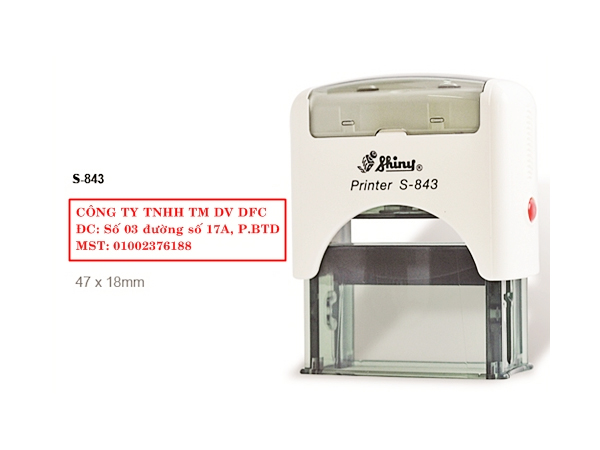 S-843
CÔNG TY TNHH TM DV DFC
ĐC: Số 03 đường số 17A, P.BTD
MST: 01002376188
47 x 18mm
Shiny®
Printer S-843